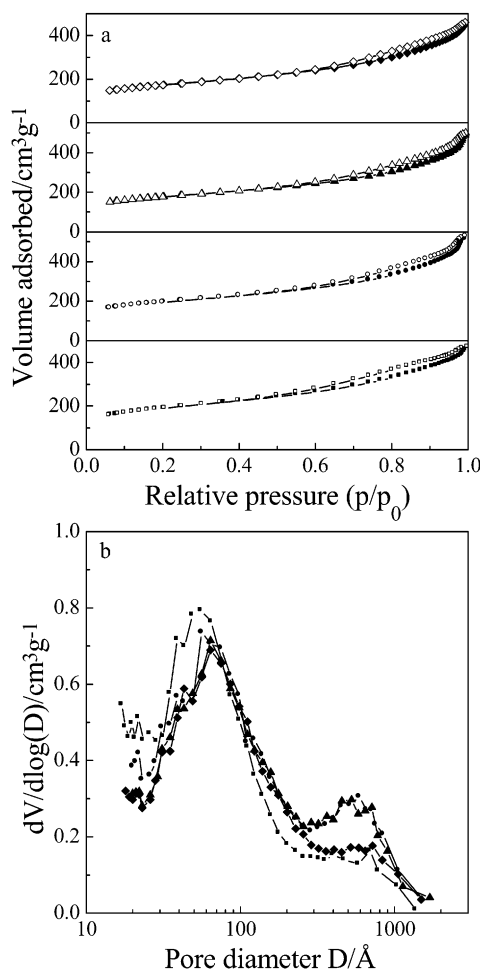 a
400
200
0
400
200
0
400
200
0
400
200
0
0.0 0.2 0.4 0.6 0.8 1.0
Volume adsorbed/cm³g⁻¹
Relative pressure (p/p₀)
b
1.0
0.8
0.6
0.4
0.2
0.0
10 100 1000
dV/dlog(D)/cm³g⁻¹
Pore diameter D/Å